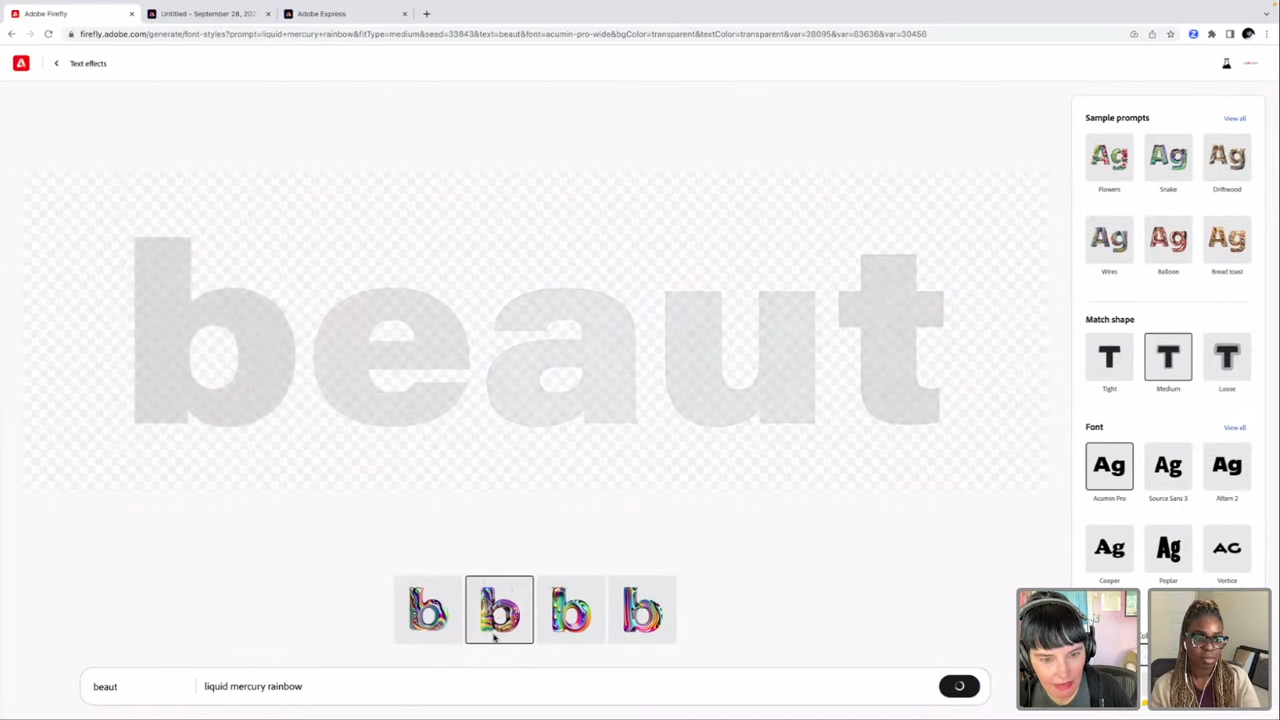 Adobe Firefly
Untitled - September 28, 202
Adobe Express
firefly.adobe.com/generate/font-styles?prompt=liquid+mercury+rainbow&fitType=medium&seed=33843&text=beaut&font=acumin-pro-wide&bgColor=transparent&textColor=transparent&var=28095&var=63636&var=30456
Text effects
Sample prompts View all
Ag Ag Ag
Flowers Snake Driftwood
Ag Ag Ag
Wires Balloon Bread toast
beaut
Match shape
T T T
Tight Medium Loose
Font View all
Ag Ag Ag
Acumin Pro Source Sans 3 Alfarn 2
Ag Ag AG
Cooper Poplar Vortice
b b b b
beaut liquid mercury rainbow